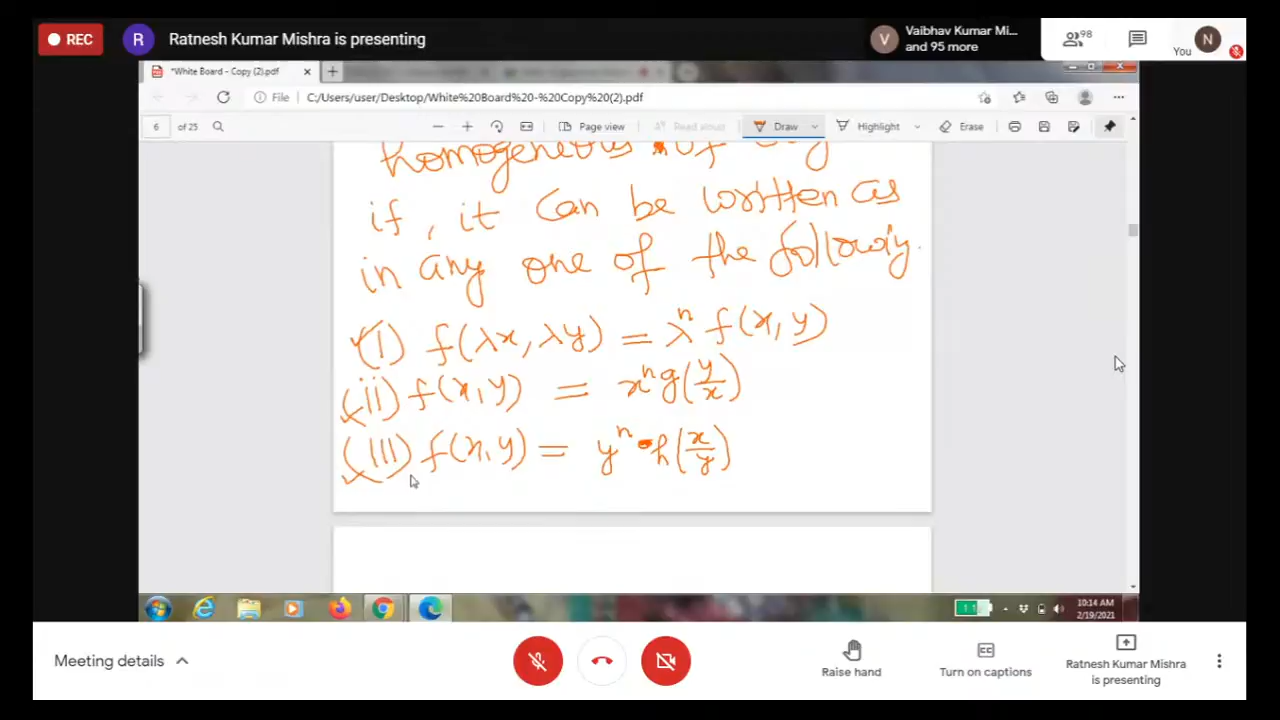 REC
R Ratnesh Kumar Mishra is presenting
V Vaibhav Kumar Mi...
and 95 more
98
You N
*White Board - Copy (2).pdf
File C:/Users/user/Desktop/White%20Board%20-%20Copy%20(2).pdf
6 of 25 Page view Read aloud Draw Highlight Erase
homogeneous
if, it can be written as
in any one of the following.
(i) f(λx, λy) = λⁿ f(x, y)
(ii) f(x, y) = xⁿ g(y/x)
(iii) f(x, y) = yⁿ h(x/y)
10:14 AM
2/19/2021
Meeting details
Raise hand
Turn on captions
Ratnesh Kumar Mishra
is presenting